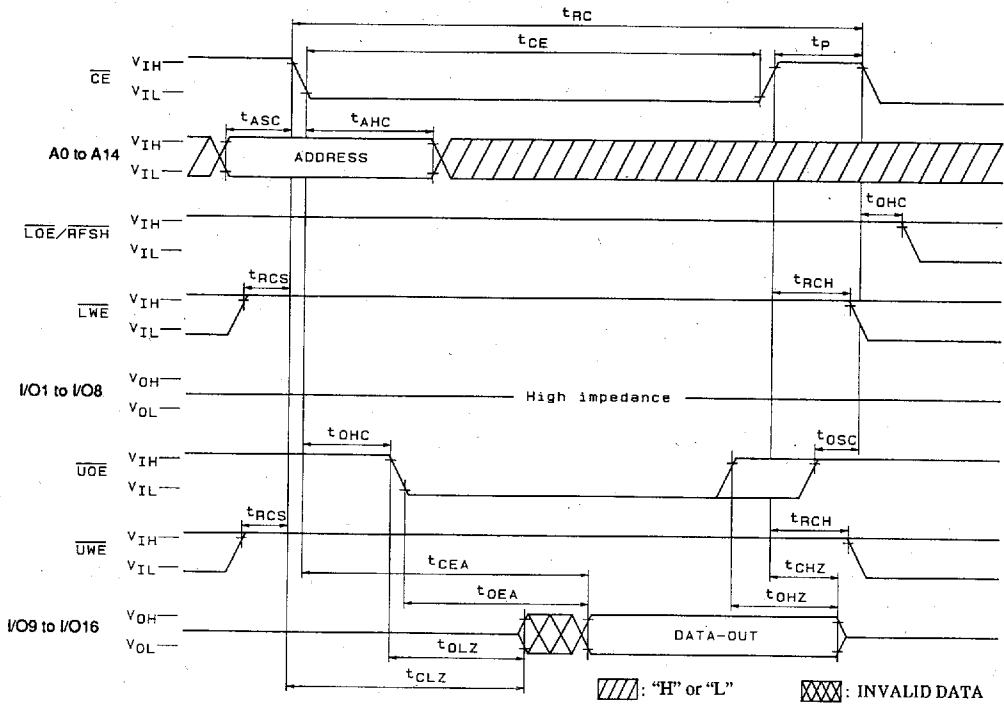 tRC
tCE
tP
CE
VIH
VIL
tASC
tAHC
A0 to A14
VIH
VIL
ADDRESS
tOHC
LOE/RFSH
VIH
VIL
tRCS
tRCH
LWE
VIH
VIL
I/O1 to I/O8
VOH
VOL
High impedance
tOHC
tOSC
UOE
VIH
VIL
tRCS
tRCH
UWE
VIH
VIL
tCEA
tCHZ
tOEA
tOHZ
I/O9 to I/O16
VOH
VOL
DATA-OUT
tOLZ
tCLZ
: "H" or "L"
: INVALID DATA